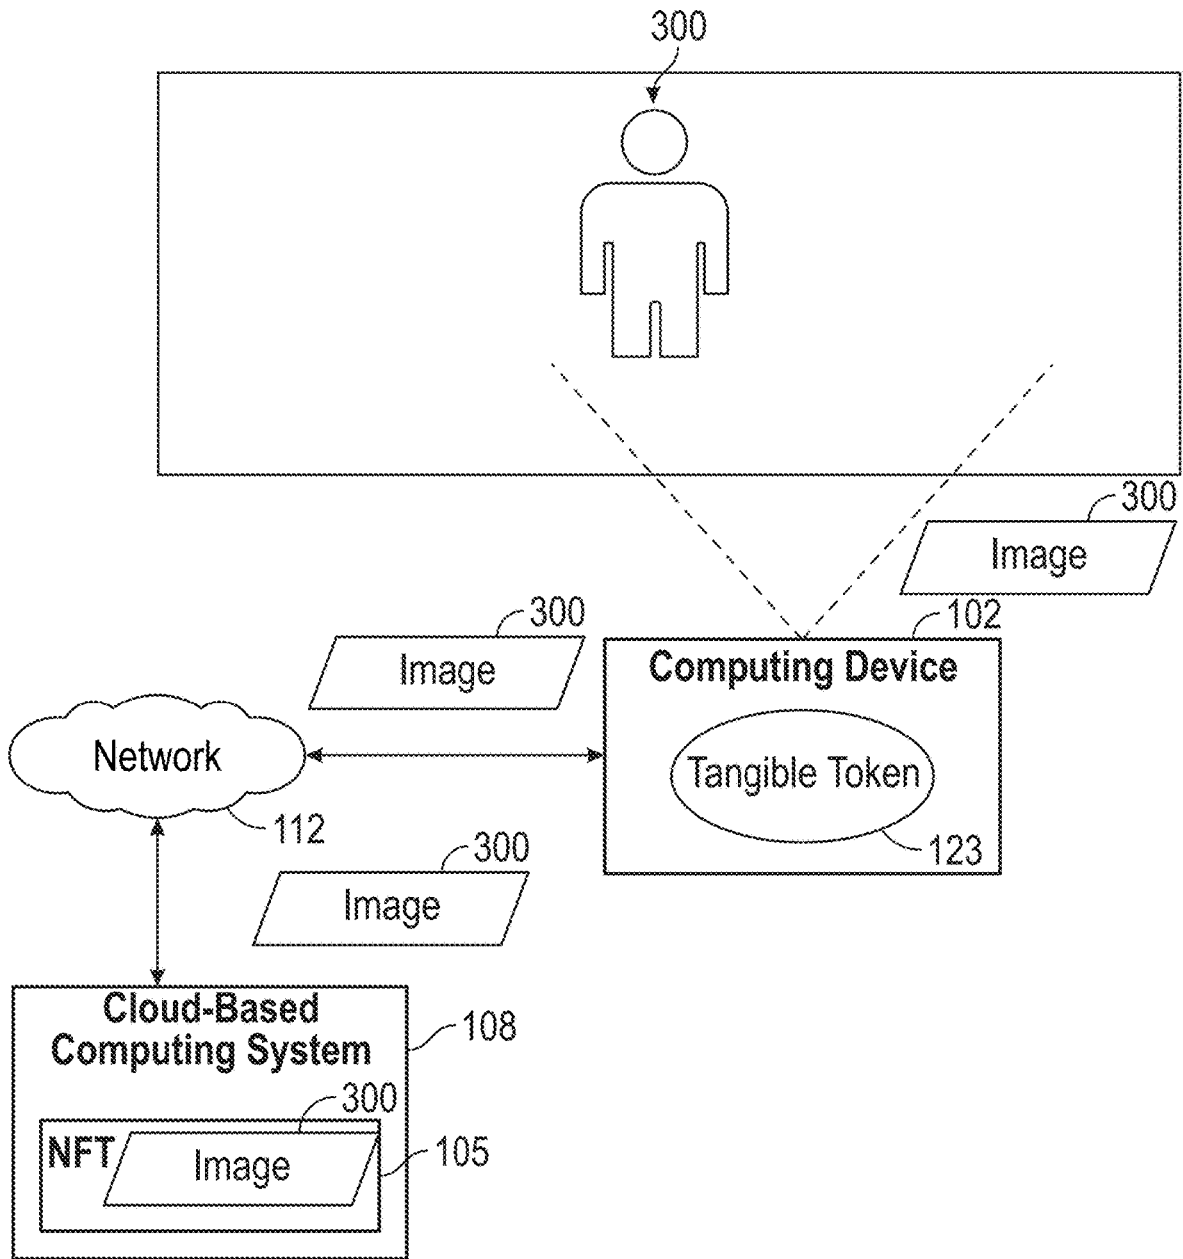 300
300
Image
300
Image
102
Computing Device
Network
Tangible Token
112
123
300
Image
Cloud-Based
Computing System
108
300
NFT
Image
105